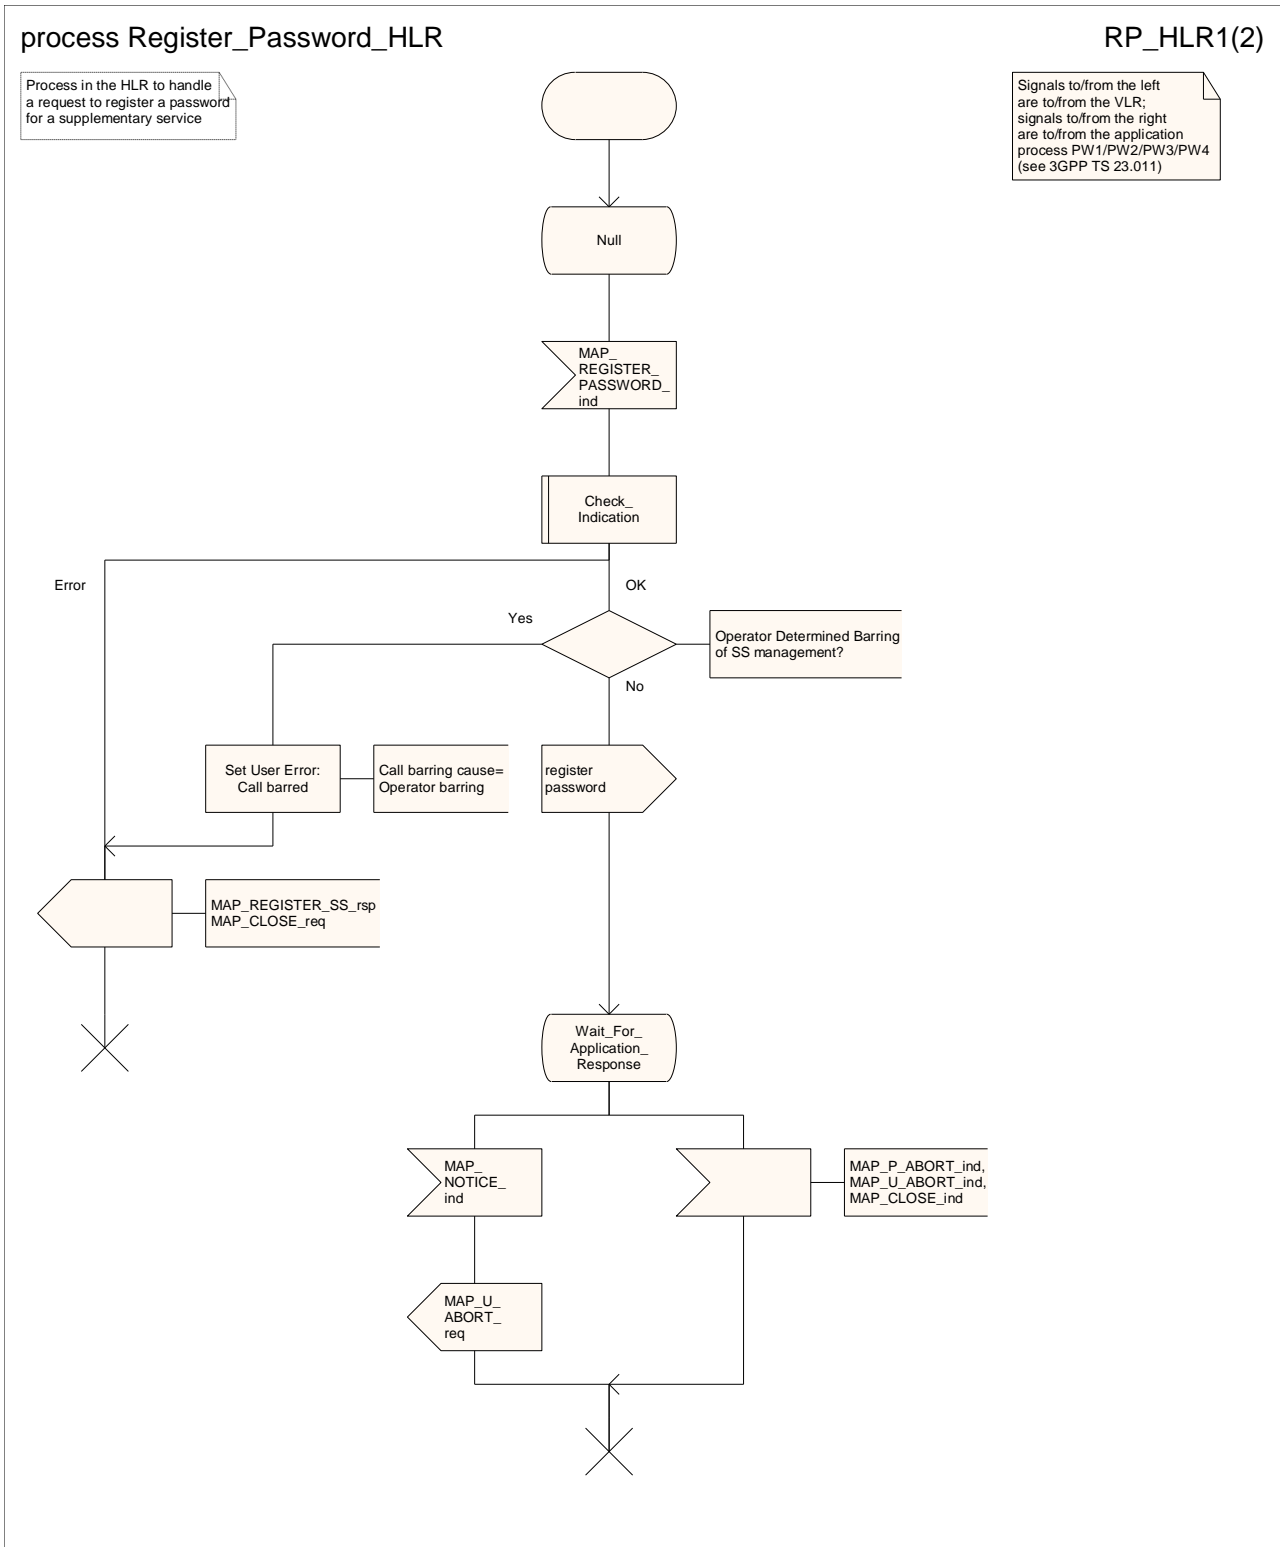 process Register_Password_HLR
RP_HLR1(2)
Process in the HLR to handle
a request to register a password
for a supplementary service
Signals to/from the left
are to/from the VLR;
signals to/from the right
are to/from the application
process PW1/PW2/PW3/PW4
(see 3GPP TS 23.011)
Null
MAP_
REGISTER_
PASSWORD_
ind
Check_
Indication
Error
OK
Yes
Operator Determined Barring
of SS management?
No
Set User Error:
Call barred
Call barring cause=
Operator barring
register
password
MAP_REGISTER_SS_rsp
MAP_CLOSE_req
Wait_For_
Application_
Response
MAP_
NOTICE_
ind
MAP_P_ABORT_ind,
MAP_U_ABORT_ind,
MAP_CLOSE_ind
MAP_U_
ABORT_
req